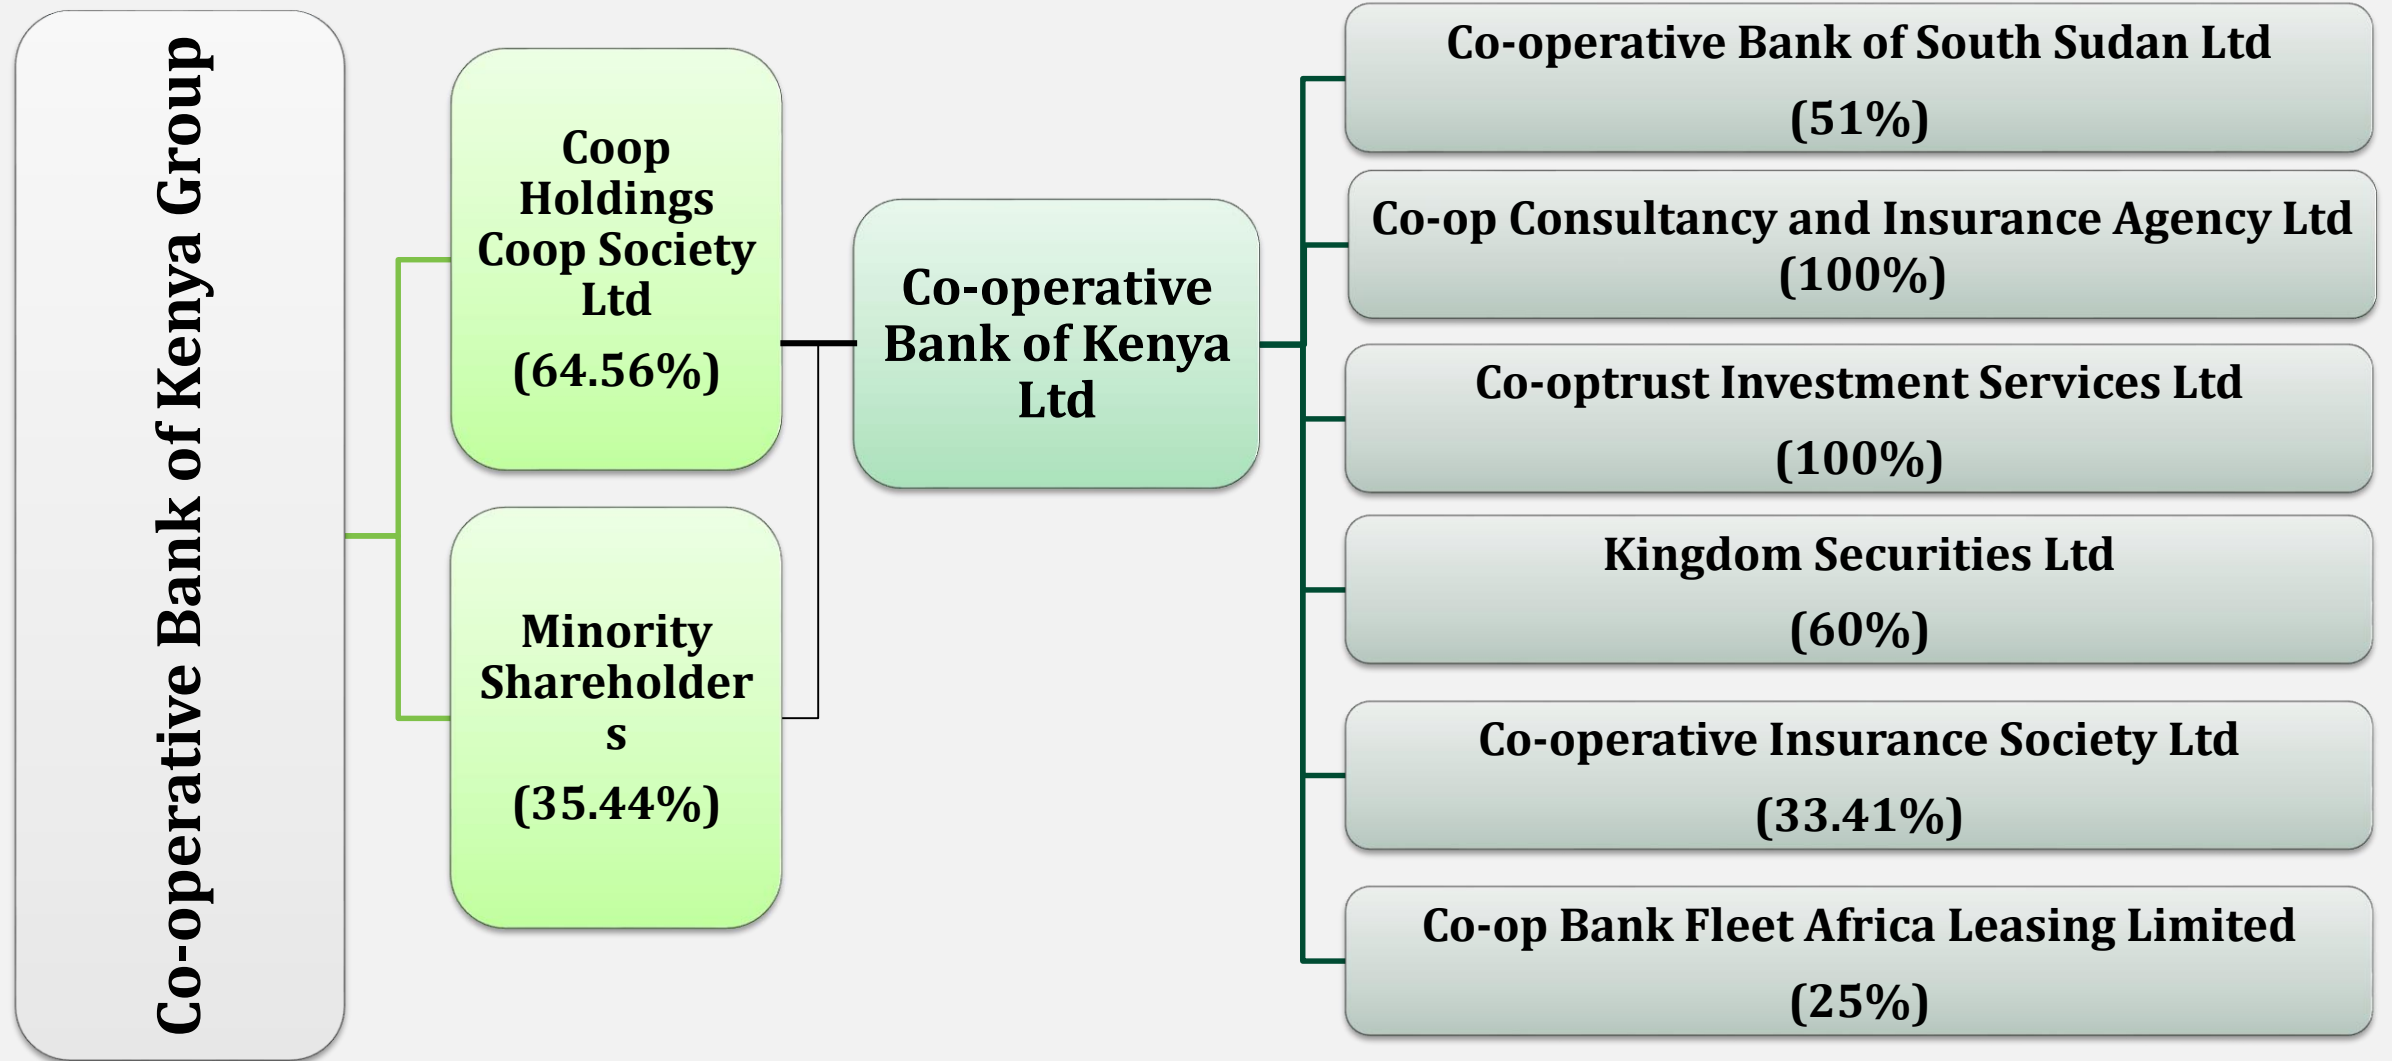 Co-operative Bank of Kenya Group
Coop
Holdings
Coop Society
Ltd
(64.56%)
Minority
Shareholder
s
(35.44%)
Co-operative
Bank of Kenya
Ltd
Co-operative Bank of South Sudan Ltd
(51%)
Co-op Consultancy and Insurance Agency Ltd
(100%)
Co-optrust Investment Services Ltd
(100%)
Kingdom Securities Ltd
(60%)
Co-operative Insurance Society Ltd
(33.41%)
Co-op Bank Fleet Africa Leasing Limited
(25%)